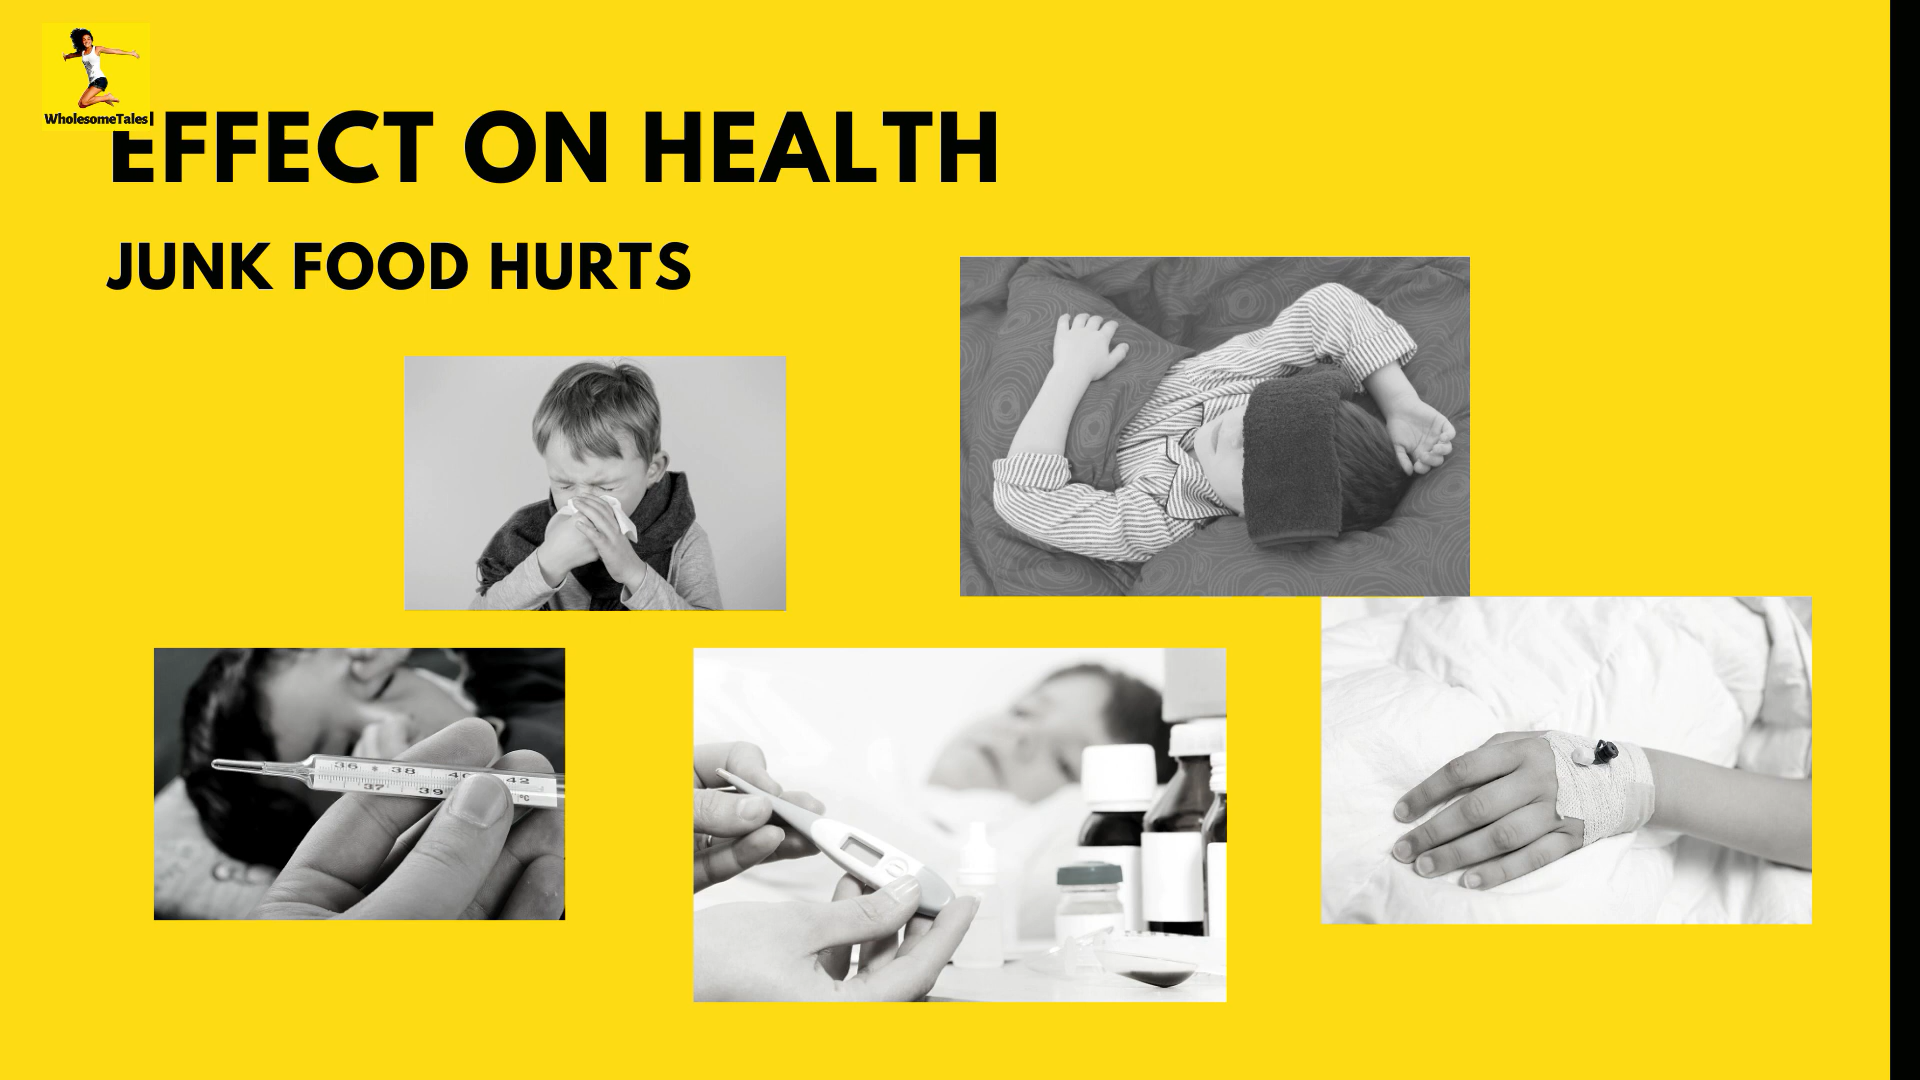 WholesomeTales
EFFECT ON HEALTH
JUNK FOOD HURTS
36 38 40 42
37 39 °C